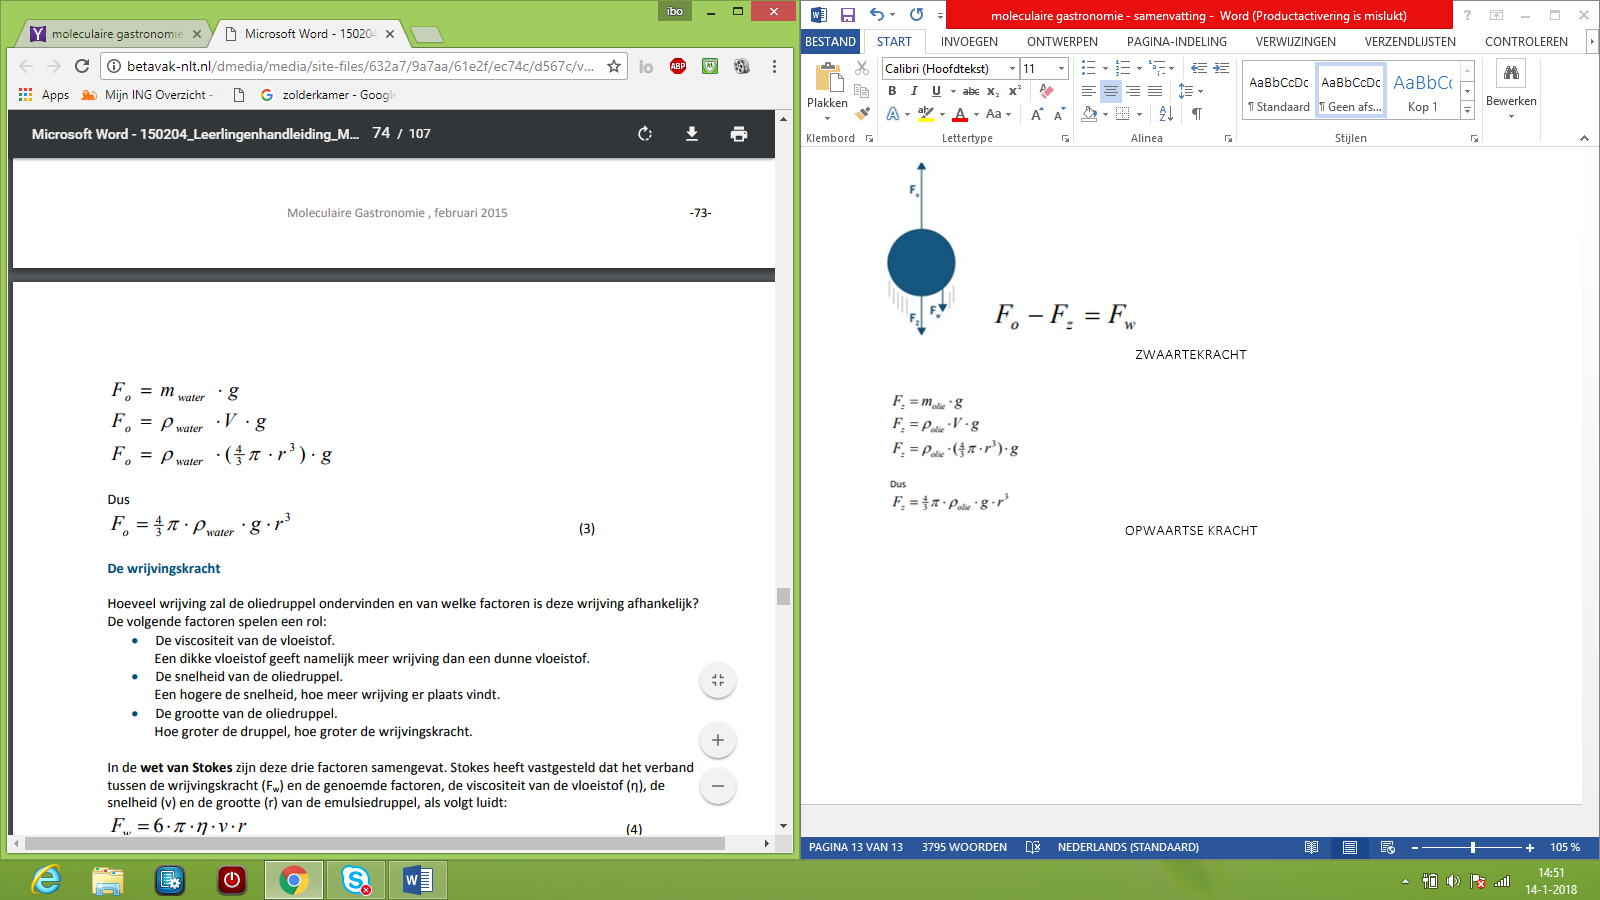 ibo
moleculaire gastronomie
Microsoft Word - 150204
betavak-nlt.nl/dmedia/media/site-files/632a7/9a7aa/61e2f/ec74c/d567c/v...
Apps
Mijn ING Overzicht -
zolderkamer - Google
Microsoft Word - 150204_Leerlingenhandleiding_M... 74 / 107
Moleculaire Gastronomie , februari 2015 -73-
F_o = m_water · g
F_o = ρ_water · V · g
F_o = ρ_water · (4/3 π · r³) · g
Dus
F_o = 4/3 π · ρ_water · g · r³ (3)
De wrijvingskracht
Hoeveel wrijving zal de oliedruppel ondervinden en van welke factoren is deze wrijving afhankelijk?
De volgende factoren spelen een rol:
• De viscositeit van de vloeistof.
Een dikke vloeistof geeft namelijk meer wrijving dan een dunne vloeistof.
• De snelheid van de oliedruppel.
Een hogere de snelheid, hoe meer wrijving er plaats vindt.
• De grootte van de oliedruppel.
Hoe groter de druppel, hoe groter de wrijvingskracht.
In de wet van Stokes zijn deze drie factoren samengevat. Stokes heeft vastgesteld dat het verband
tussen de wrijvingskracht (Fw) en de genoemde factoren, de viscositeit van de vloeistof (η), de
snelheid (v) en de grootte (r) van de emulsiedruppel, als volgt luidt:
F_w = 6 · π · η · v · r (4)
moleculaire gastronomie - samenvatting - Word (Productactivering is mislukt)
BESTAND START INVOEGEN ONTWERPEN PAGINA-INDELING VERWIJZINGEN VERZENDLIJSTEN CONTROLEREN
Plakken
Calibri (Hoofdtekst) 11
B I U abc x₂ x²
A A Aa A A
AaBbCcDc AaBbCcDc AaBbCc
¶ Standaard ¶ Geen afs... Kop 1
Bewerken
Klembord Lettertype Alinea Stijlen
F_o
F_z F_w
F_o − F_z = F_w
ZWAARTEKRACHT
F_z = m_olie · g
F_z = ρ_olie · V · g
F_z = ρ_olie · (4/3 π · r³) · g
Dus
F_z = 4/3 π · ρ_olie · g · r³
OPWAARTSE KRACHT
PAGINA 13 VAN 13 3795 WOORDEN NEDERLANDS (STANDAARD) 105 %
14:51
14-1-2018